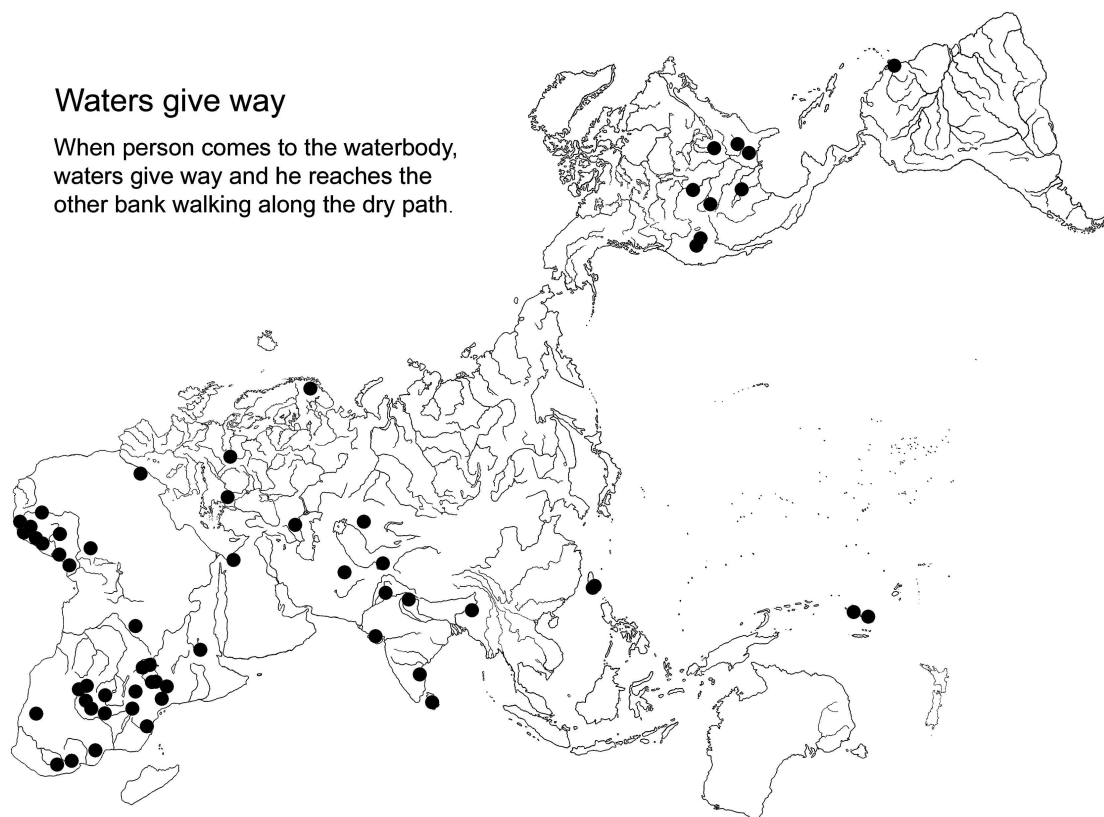 Waters give way
When person comes to the waterbody,
waters give way and he reaches the
other bank walking along the dry path.